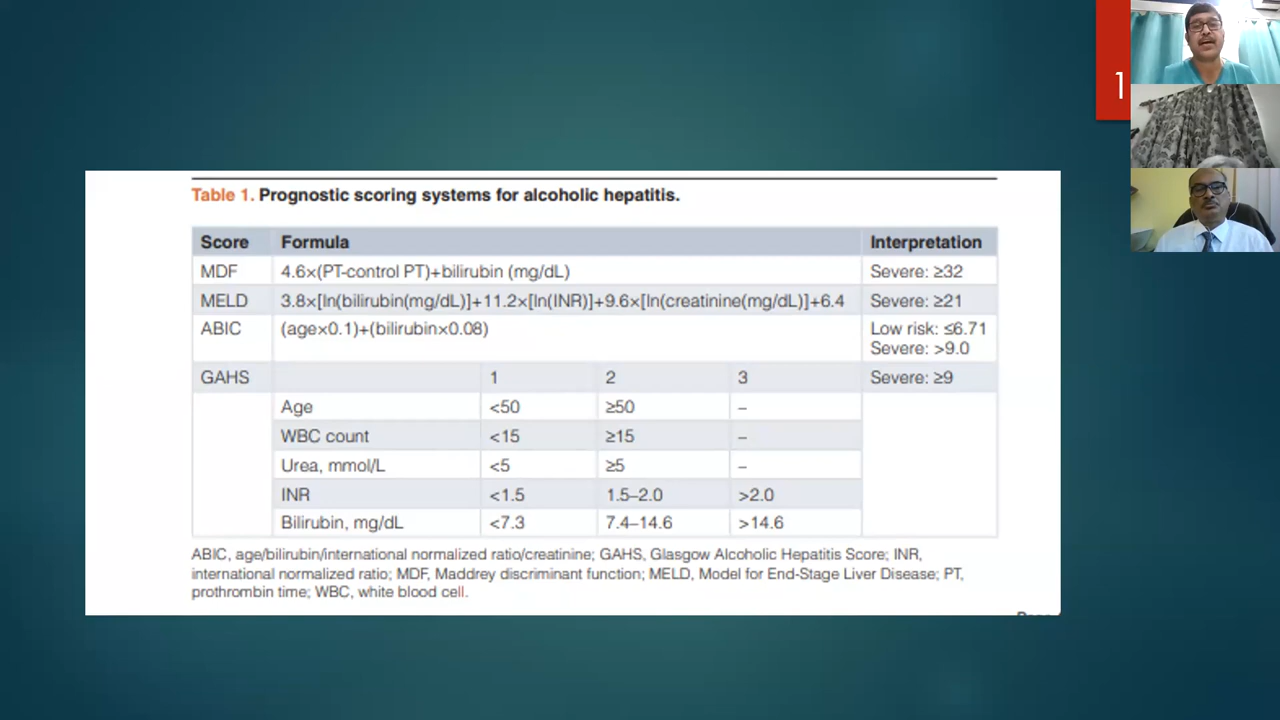 1
Table 1. Prognostic scoring systems for alcoholic hepatitis.
Score Formula Interpretation
MDF 4.6×(PT-control PT)+bilirubin (mg/dL) Severe: ≥32
MELD 3.8×[ln(bilirubin(mg/dL)]+11.2×[ln(INR)]+9.6×[ln(creatinine(mg/dL)]+6.4 Severe: ≥21
ABIC (age×0.1)+(bilirubin×0.08) Low risk: ≤6.71
Severe: >9.0
GAHS 1 2 3 Severe: ≥9
Age <50 ≥50 –
WBC count <15 ≥15 –
Urea, mmol/L <5 ≥5 –
INR <1.5 1.5–2.0 >2.0
Bilirubin, mg/dL <7.3 7.4–14.6 >14.6
ABIC, age/bilirubin/international normalized ratio/creatinine; GAHS, Glasgow Alcoholic Hepatitis Score; INR,
international normalized ratio; MDF, Maddrey discriminant function; MELD, Model for End-Stage Liver Disease; PT,
prothrombin time; WBC, white blood cell.